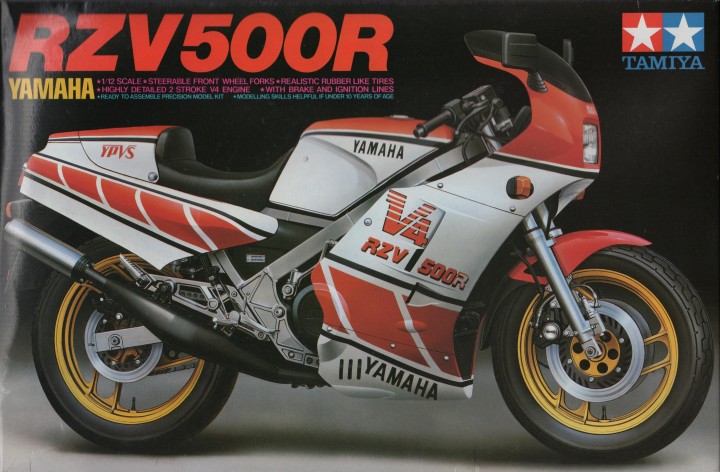 RZV500R
YAMAHA
★1/12 SCALE ★STEERABLE FRONT WHEEL FORKS ★REALISTIC RUBBER LIKE TIRES
★HIGHLY DETAILED 2 STROKE V4 ENGINE ★WITH BRAKE AND IGNITION LINES
★READY TO ASSEMBLE PRECISION MODEL KIT ★MODELLING SKILLS HELPFUL IF UNDER 10 YEARS OF AGE
TAMIYA
YPVS
YAMAHA
V4
RZV 500R
YAMAHA